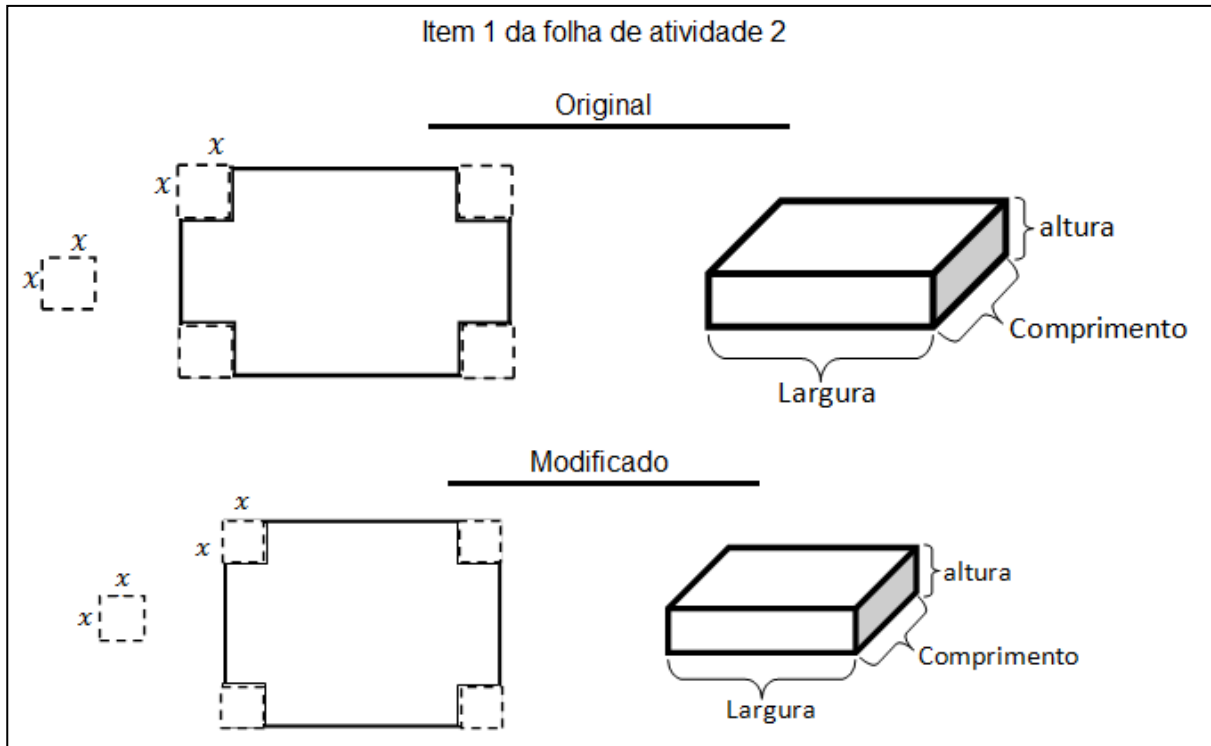 Item 1 da folha de atividade 2
Original
x
x
x
x
altura
Comprimento
Largura
Modificado
x
x
x
x
altura
Comprimento
Largura